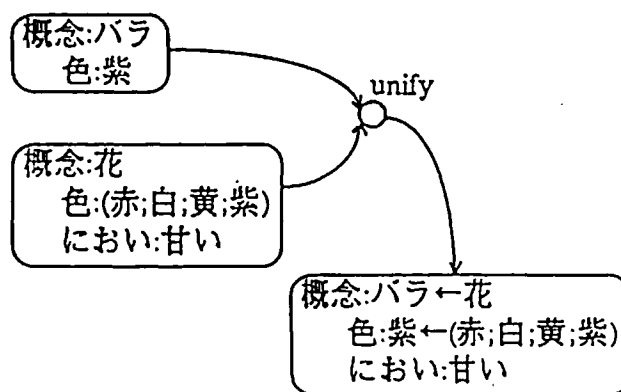 概念:バラ
色:紫
unify
概念:花
色:(赤;白;黄;紫)
におい:甘い
概念:バラ←花
色:紫←(赤;白;黄;紫)
におい:甘い